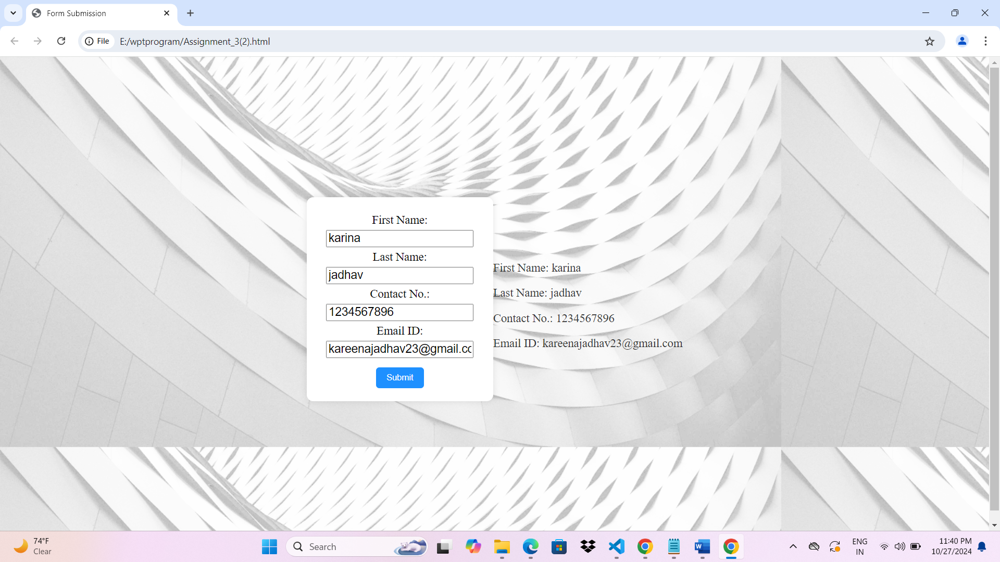 Form Submission
File
E:/wptprogram/Assignment_3(2).html
First Name:
karina
Last Name:
jadhav
Contact No.:
1234567896
Email ID:
kareenajadhav23@gmail.co
Submit
First Name: karina
Last Name: jadhav
Contact No.: 1234567896
Email ID: kareenajadhav23@gmail.com
74°F
Clear
Search
ENG
IN
11:40 PM
10/27/2024